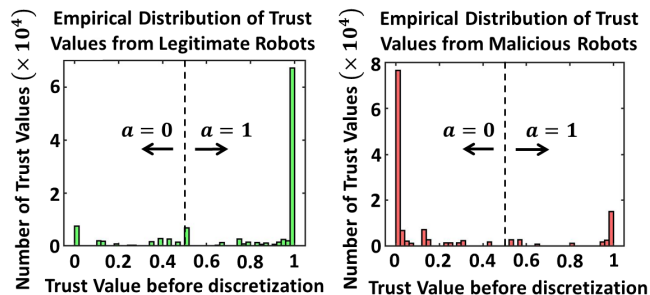 Empirical Distribution of Trust
Values from Legitimate Robots
Number of Trust Values (× 10⁴)
6
4
2
0
a = 0
a = 1
0 0.2 0.4 0.6 0.8 1
Trust Value before discretization
Empirical Distribution of Trust
Values from Malicious Robots
Number of Trust Values (× 10⁴)
8
6
4
2
0
a = 0
a = 1
0 0.2 0.4 0.6 0.8 1
Trust Value before discretization